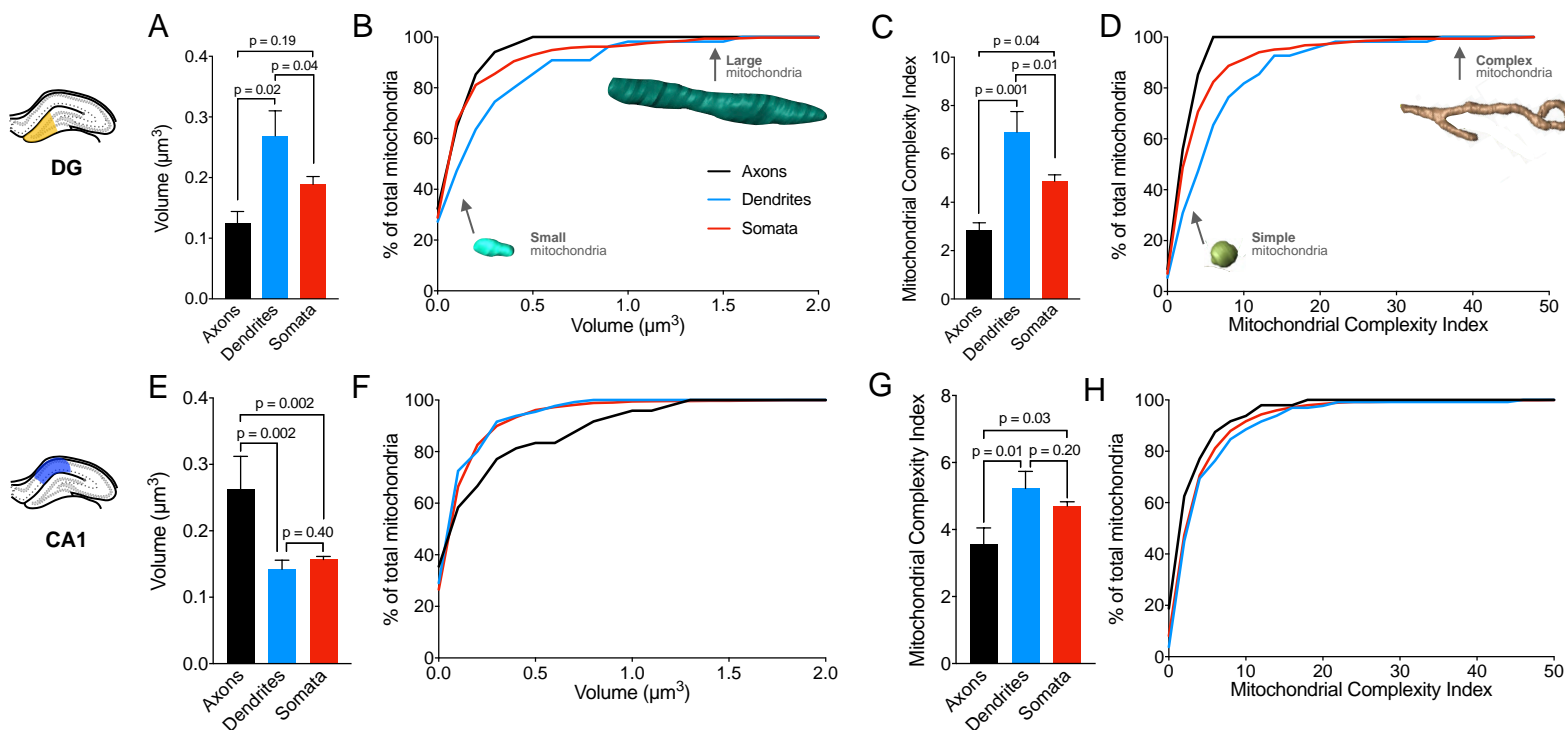 A
Volume (µm³)
0.4
0.3
0.2
0.1
0.0
p = 0.19
p = 0.04
p = 0.02
Axons
Dendrites
Somata
DG
B
% of total mitochondria
100
80
60
40
20
0
0.0
0.5
1.0
1.5
2.0
Volume (µm³)
Large
mitochondria
Small
mitochondria
Axons
Dendrites
Somata
C
Mitochondrial Complexity Index
10
8
6
4
2
0
p = 0.04
p = 0.01
p = 0.001
Axons
Dendrites
Somata
D
% of total mitochondria
100
80
60
40
20
0
0
10
20
30
40
50
Mitochondrial Complexity Index
Complex
mitochondria
Simple
mitochondria
E
Volume (µm³)
0.4
0.3
0.2
0.1
0.0
p = 0.002
p = 0.002
p = 0.40
Axons
Dendrites
Somata
CA1
F
% of total mitochondria
100
80
60
40
20
0
0.0
0.5
1.0
1.5
2.0
Volume (µm³)
G
Mitochondrial Complexity Index
8
6
4
2
0
p = 0.03
p = 0.01
p = 0.20
Axons
Dendrites
Somata
H
% of total mitochondria
100
80
60
40
20
0
0
10
20
30
40
50
Mitochondrial Complexity Index